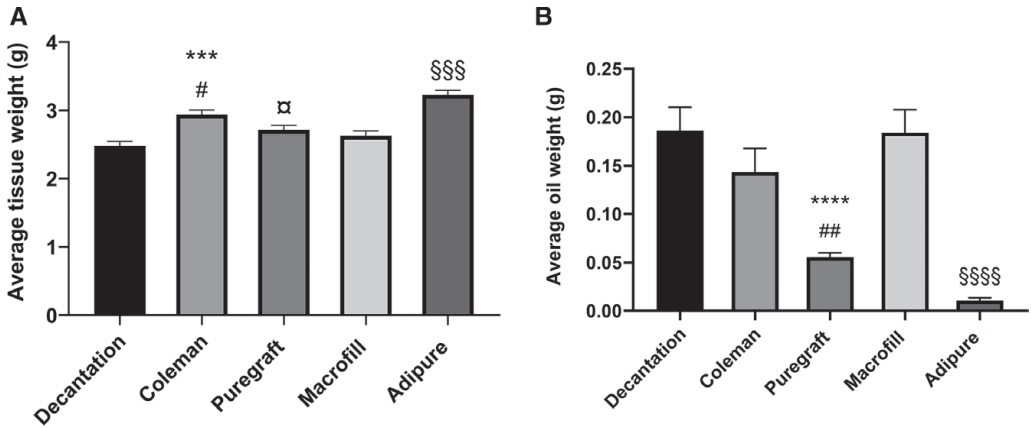 A
Average tissue weight (g)
4
3
2
1
0
***
#
¤
§§§
Decantation
Coleman
Puregraft
Macrofill
Adipure
B
Average oil weight (g)
0.25
0.20
0.15
0.10
0.05
0.00
****
##
§§§§
Decantation
Coleman
Puregraft
Macrofill
Adipure